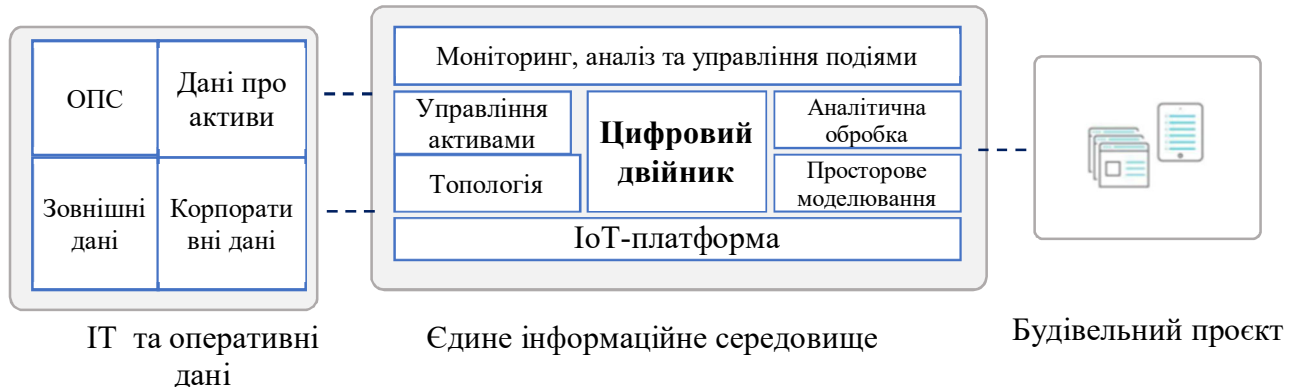 ОПС
Дані про
активи
Зовнішні
дані
Корпорати
вні дані
ІТ та оперативні
дані
Моніторинг, аналіз та управління подіями
Управління
активами
Цифровий
двійник
Аналітична
обробка
Топологія
Просторове
моделювання
IoT-платформа
Єдине інформаційне середовище
Будівельний проєкт